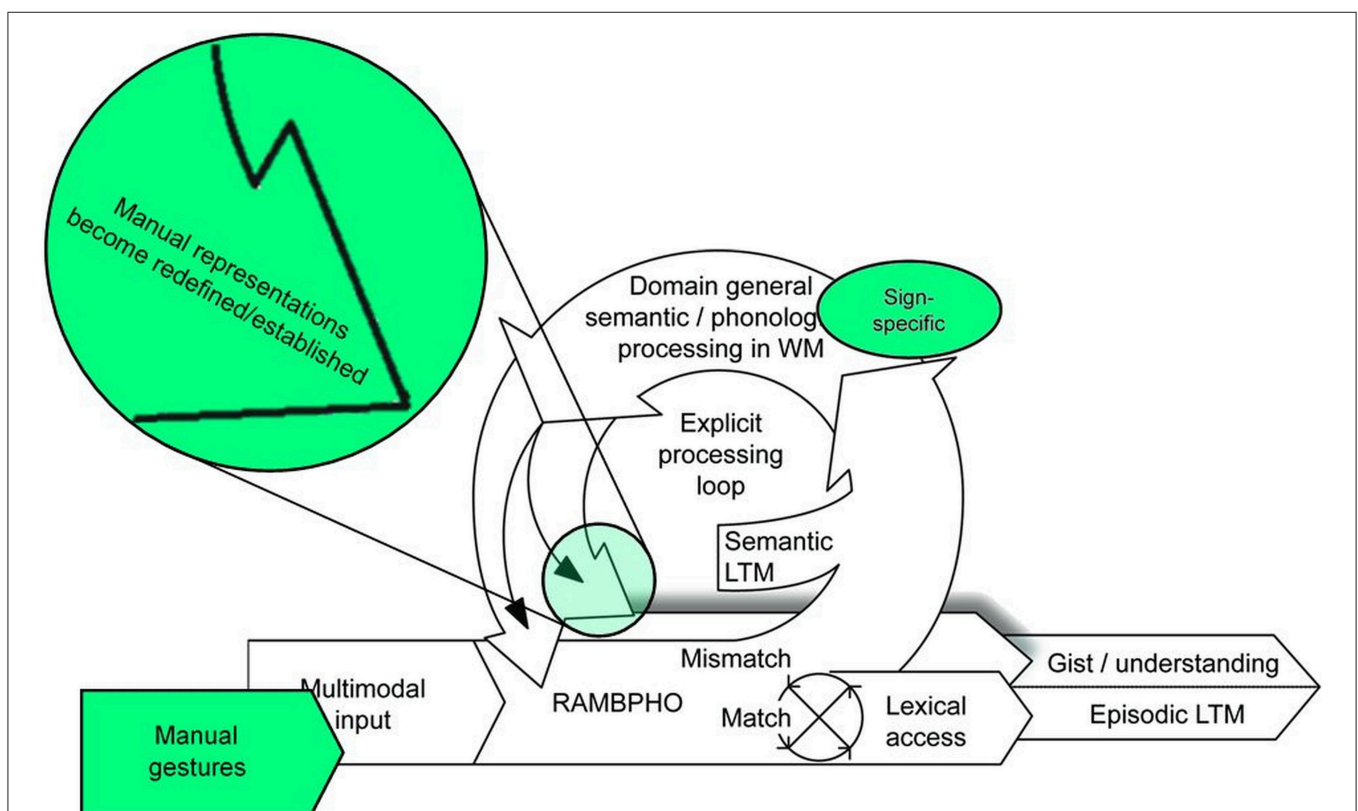 Manual representations
become redefined/established
Domain general
semantic / phonolog
processing in WM
Sign-
specific
Explicit
processing
loop
Semantic
LTM
Mismatch
Match
Multimodal
input
RAMBPHO
Lexical
access
Gist / understanding
Episodic LTM
Manual
gestures